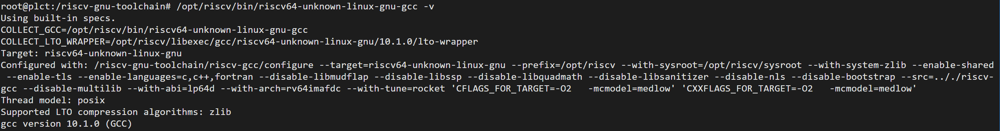 root@plct:/riscv-gnu-toolchain# /opt/riscv/bin/riscv64-unknown-linux-gnu-gcc -v
Using built-in specs.
COLLECT_GCC=/opt/riscv/bin/riscv64-unknown-linux-gnu-gcc
COLLECT_LTO_WRAPPER=/opt/riscv/libexec/gcc/riscv64-unknown-linux-gnu/10.1.0/lto-wrapper
Target: riscv64-unknown-linux-gnu
Configured with: /riscv-gnu-toolchain/riscv-gcc/configure --target=riscv64-unknown-linux-gnu --prefix=/opt/riscv --with-sysroot=/opt/riscv/sysroot --with-system-zlib --enable-shared
 --enable-tls --enable-languages=c,c++,fortran --disable-libmudflap --disable-libssp --disable-libquadmath --disable-libsanitizer --disable-nls --disable-bootstrap --src=.././riscv-
gcc --disable-multilib --with-abi=lp64d --with-arch=rv64imafdc --with-tune=rocket 'CFLAGS_FOR_TARGET=-O2   -mcmodel=medlow' 'CXXFLAGS_FOR_TARGET=-O2   -mcmodel=medlow'
Thread model: posix
Supported LTO compression algorithms: zlib
gcc version 10.1.0 (GCC)